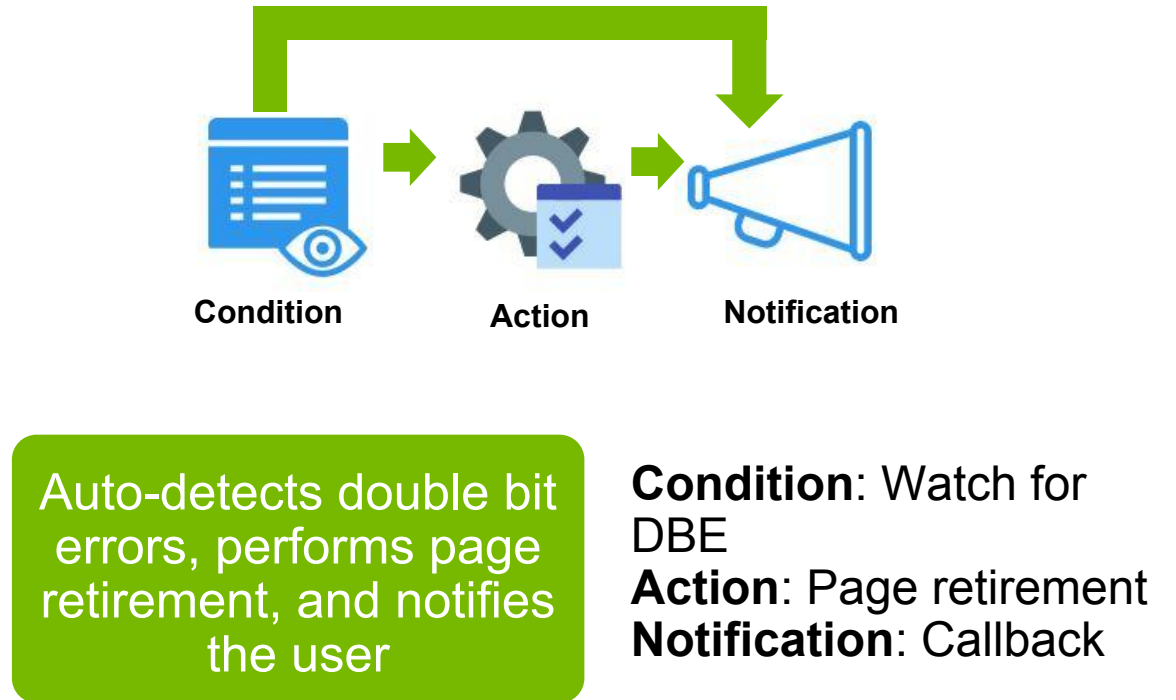 Condition
Action
Notification
Auto-detects double bit
errors, performs page
retirement, and notifies
the user
Condition: Watch for
DBE
Action: Page retirement
Notification: Callback